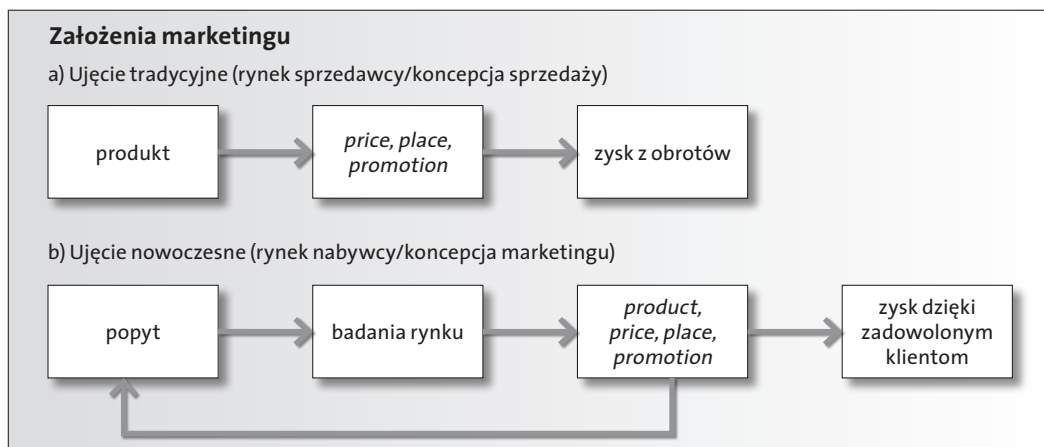 Założenia marketingu
a) Ujęcie tradycyjne (rynek sprzedawcy/koncepcja sprzedaży)
produkt
price, place,
promotion
zysk z obrotów
b) Ujęcie nowoczesne (rynek nabywcy/koncepcja marketingu)
popyt
badania rynku
product,
price, place,
promotion
zysk dzięki
zadowolonym
klientom